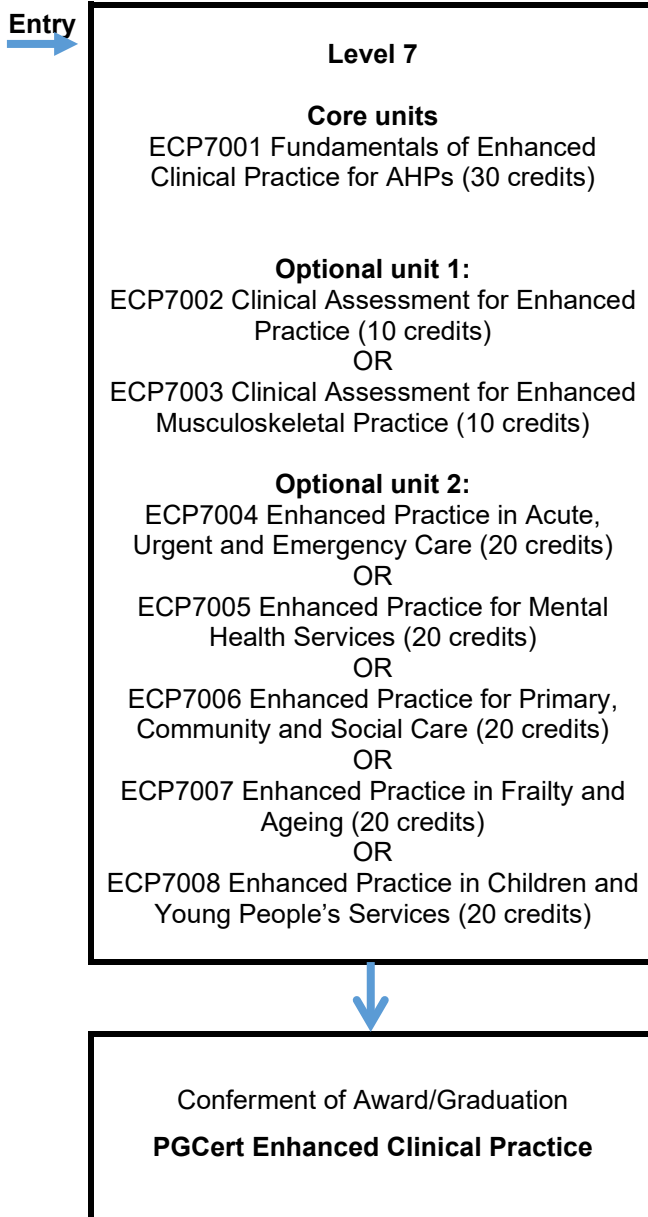 Entry
Level 7
Core units
ECP7001 Fundamentals of Enhanced
Clinical Practice for AHPs (30 credits)
Optional unit 1:
ECP7002 Clinical Assessment for Enhanced
Practice (10 credits)
OR
ECP7003 Clinical Assessment for Enhanced
Musculoskeletal Practice (10 credits)
Optional unit 2:
ECP7004 Enhanced Practice in Acute,
Urgent and Emergency Care (20 credits)
OR
ECP7005 Enhanced Practice for Mental
Health Services (20 credits)
OR
ECP7006 Enhanced Practice for Primary,
Community and Social Care (20 credits)
OR
ECP7007 Enhanced Practice in Frailty and
Ageing (20 credits)
OR
ECP7008 Enhanced Practice in Children and
Young People’s Services (20 credits)
Conferment of Award/Graduation
PGCert Enhanced Clinical Practice